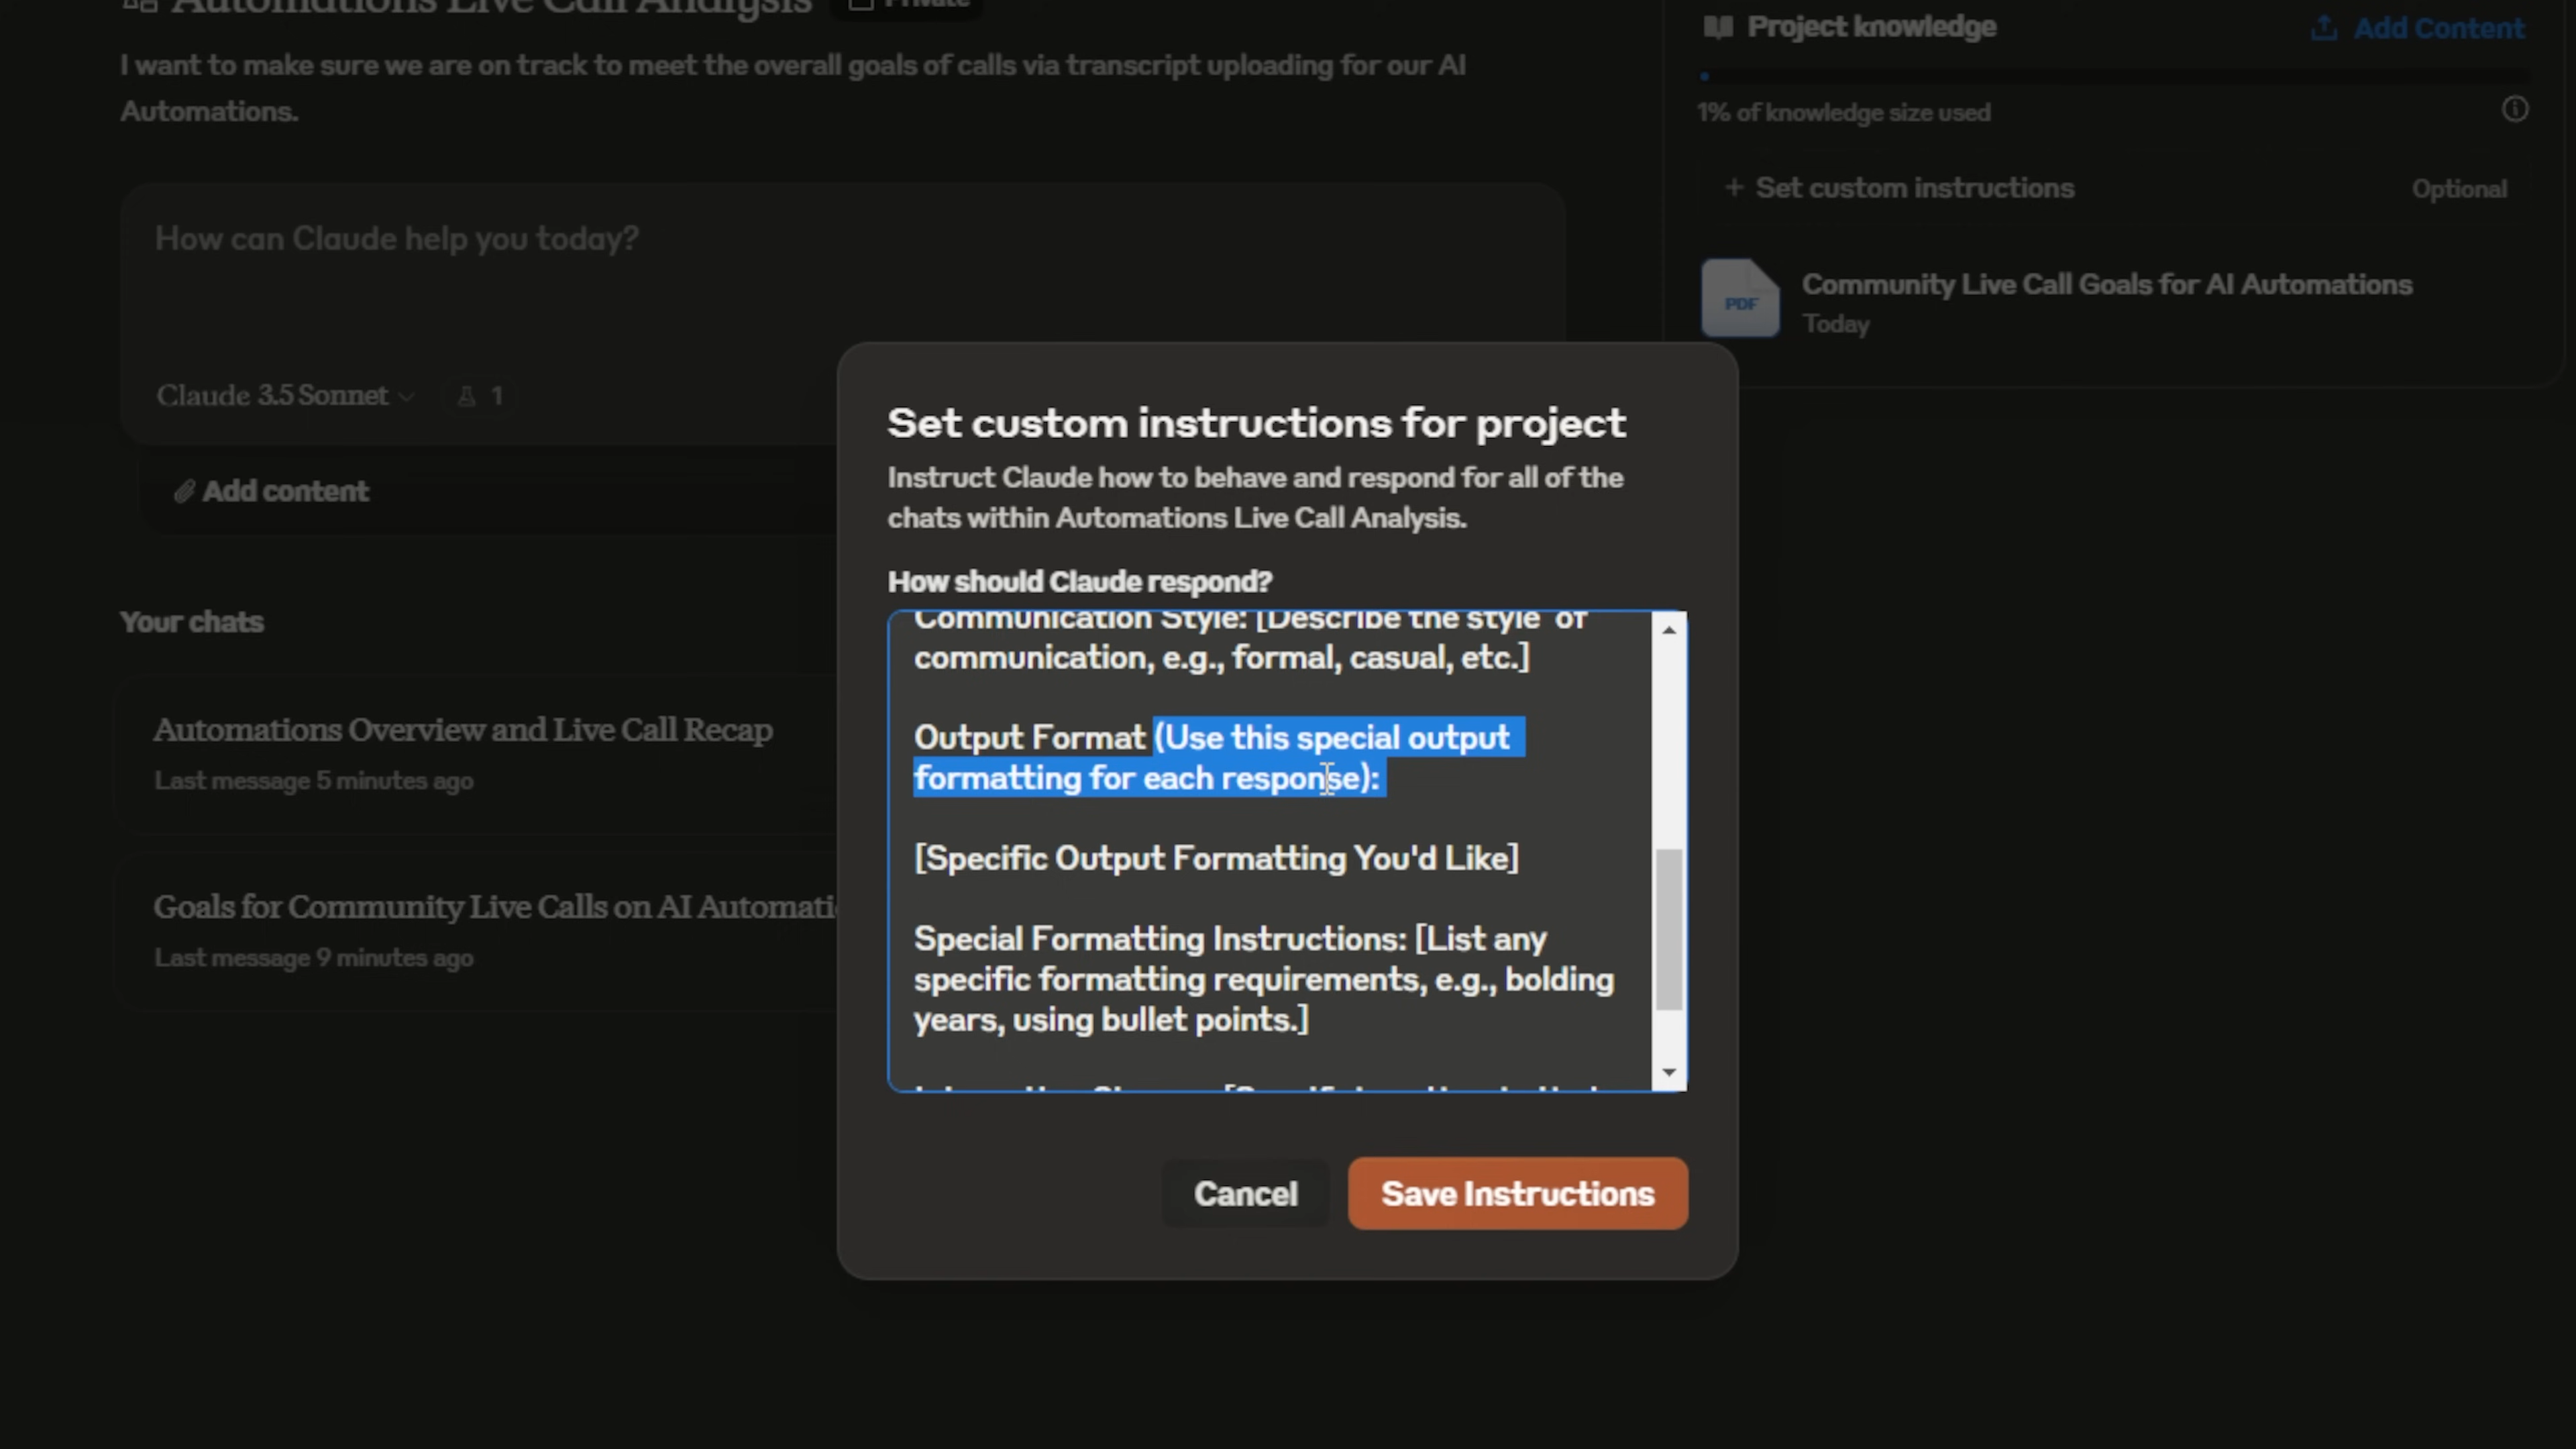 Automations Live Call Analysis
Private
I want to make sure we are on track to meet the overall goals of calls via transcript uploading for our AI
Automations.
How can Claude help you today?
Claude 3.5 Sonnet
1
Add content
Your chats
Automations Overview and Live Call Recap
Last message 5 minutes ago
Goals for Community Live Calls on AI
Last message 9 minutes ago
Project knowledge
Add Content
1% of knowledge size used
+ Set custom instructions
Optional
PDF
Community Live Call Goals for AI Automations
Today
Set custom instructions for project
Instruct Claude how to behave and respond for all of the
chats within Automations Live Call Analysis.
How should Claude respond?
Communication Style: [Describe the style of
communication, e.g., formal, casual, etc.]
Output Format (Use this special output
formatting for each response):
[Specific Output Formatting You'd Like]
Special Formatting Instructions: [List any
specific formatting requirements, e.g., bolding
years, using bullet points.]
Cancel
Save Instructions